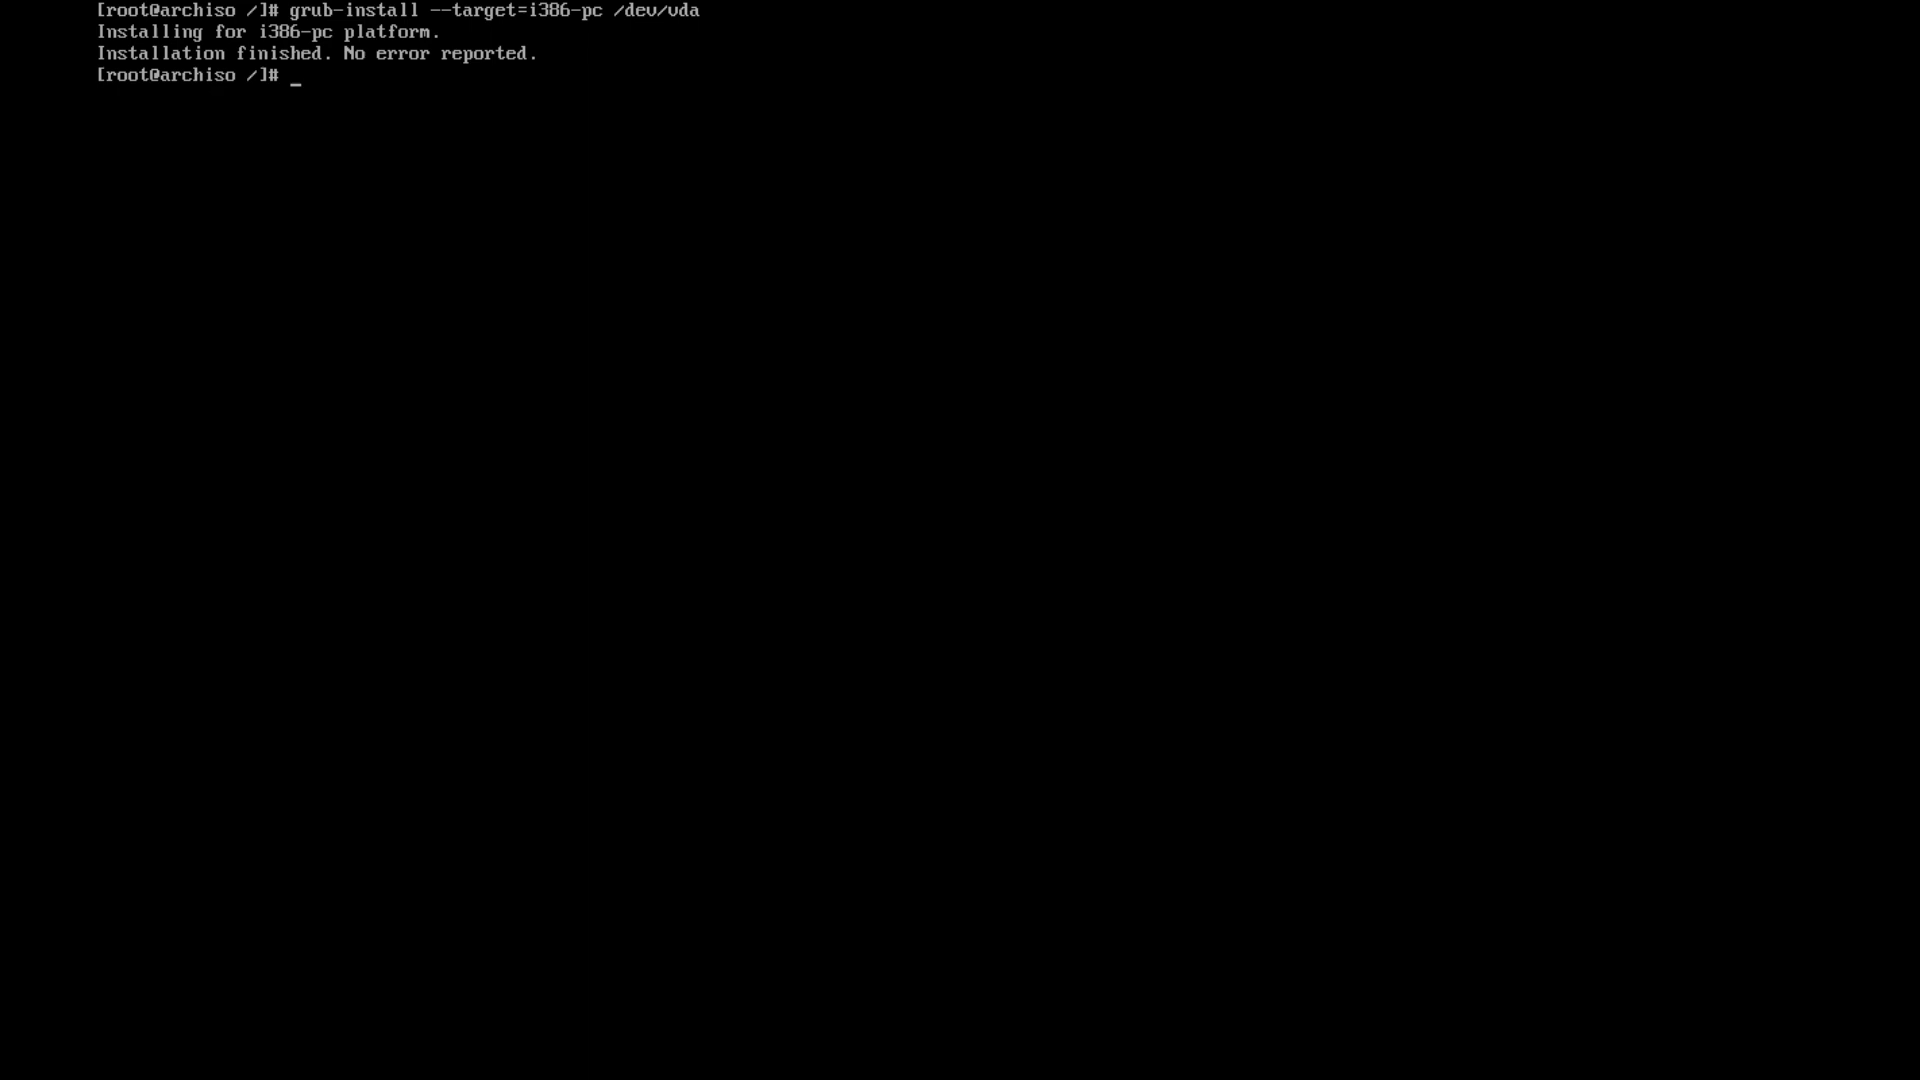 [root@archiso /]# grub-install --target=i386-pc /dev/vda
Installing for i386-pc platform.
Installation finished. No error reported.
[root@archiso /]# _